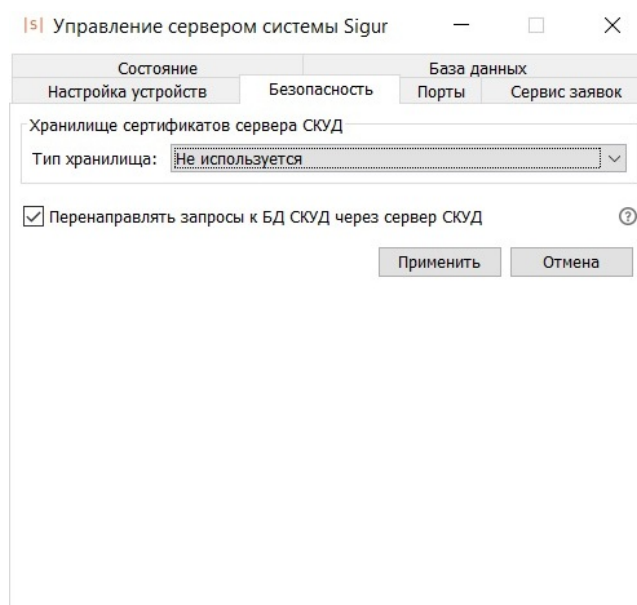 |s| Управление сервером системы Sigur
Состояние База данных
Настройка устройств Безопасность Порты Сервис заявок
Хранилище сертификатов сервера СКУД
Тип хранилища: Не используется
Перенаправлять запросы к БД СКУД через сервер СКУД ?
Применить Отмена